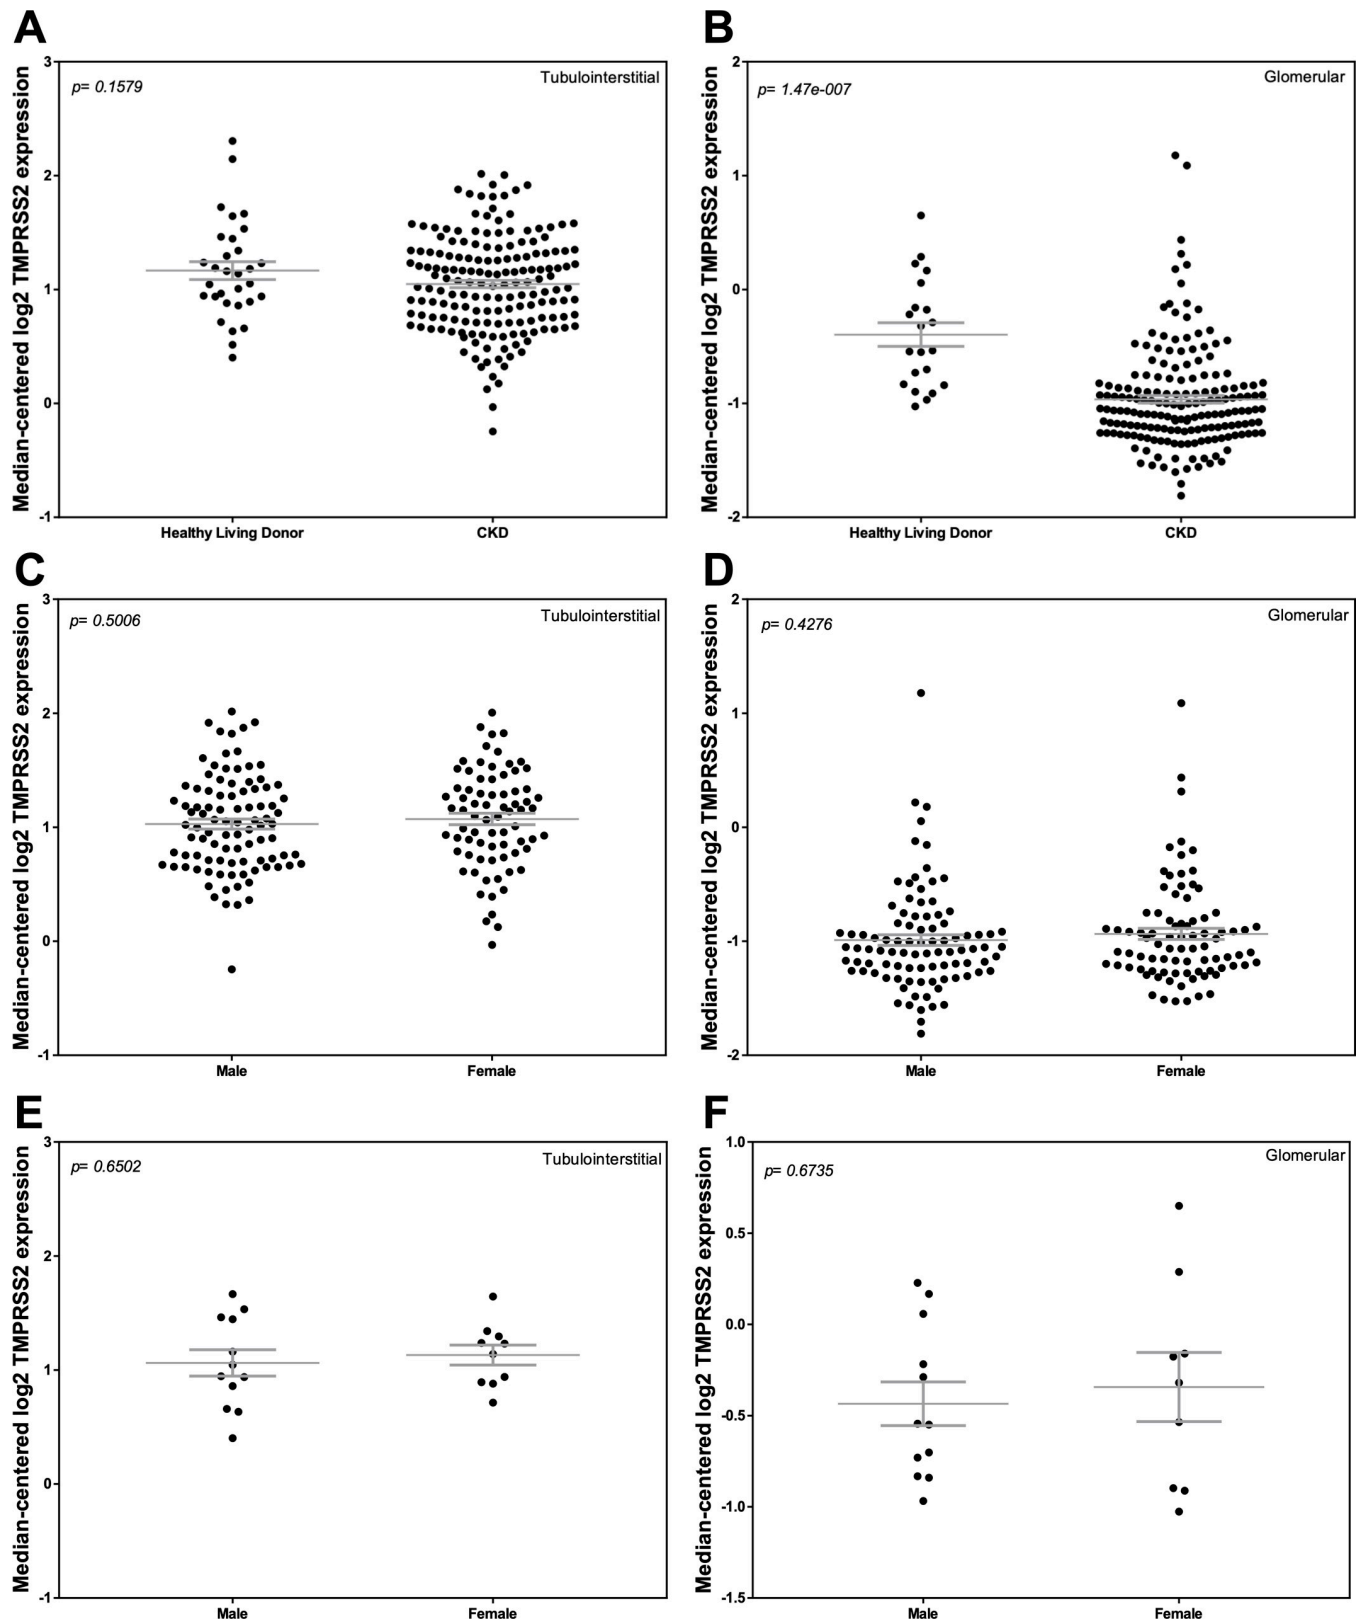 A
Median-centered log2 TMPRSS2 expression
p= 0.1579
Tubulointerstitial
3
2
1
0
-1
Healthy Living Donor
CKD
B
Median-centered log2 TMPRSS2 expression
p= 1.47e-007
Glomerular
2
1
0
-1
-2
Healthy Living Donor
CKD
C
Median-centered log2 TMPRSS2 expression
p= 0.5006
Tubulointerstitial
3
2
1
0
-1
Male
Female
D
Median-centered log2 TMPRSS2 expression
p= 0.4276
Glomerular
2
1
0
-1
-2
Male
Female
E
Median-centered log2 TMPRSS2 expression
p= 0.6502
Tubulointerstitial
3
2
1
0
-1
Male
Female
F
Median-centered log2 TMPRSS2 expression
p= 0.6735
Glomerular
1.0
0.5
0.0
-0.5
-1.0
-1.5
Male
Female